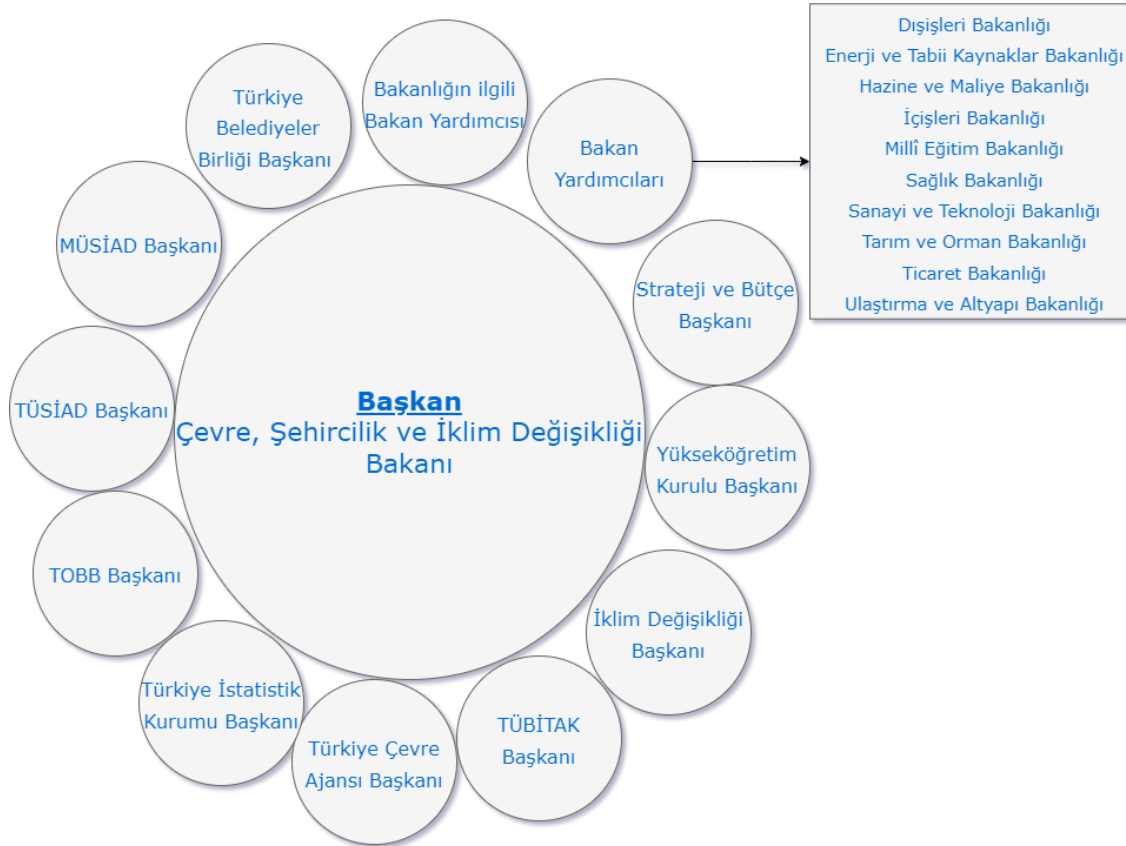 Başkan
Çevre, Şehircilik ve İklim Değişikliği
Bakanı
Bakanlığın ilgili
Bakan Yardımcısı
Bakan
Yardımcıları
Dışişleri Bakanlığı
Enerji ve Tabii Kaynaklar Bakanlığı
Hazine ve Maliye Bakanlığı
İçişleri Bakanlığı
Millî Eğitim Bakanlığı
Sağlık Bakanlığı
Sanayi ve Teknoloji Bakanlığı
Tarım ve Orman Bakanlığı
Ticaret Bakanlığı
Ulaştırma ve Altyapı Bakanlığı
Strateji ve Bütçe
Başkanı
Yükseköğretim
Kurulu Başkanı
İklim Değişikliği
Başkanı
TÜBİTAK
Başkanı
Türkiye Çevre
Ajansı Başkanı
Türkiye İstatistik
Kurumu Başkanı
TOBB Başkanı
TÜSİAD Başkanı
MÜSİAD Başkanı
Türkiye
Belediyeler
Birliği Başkanı